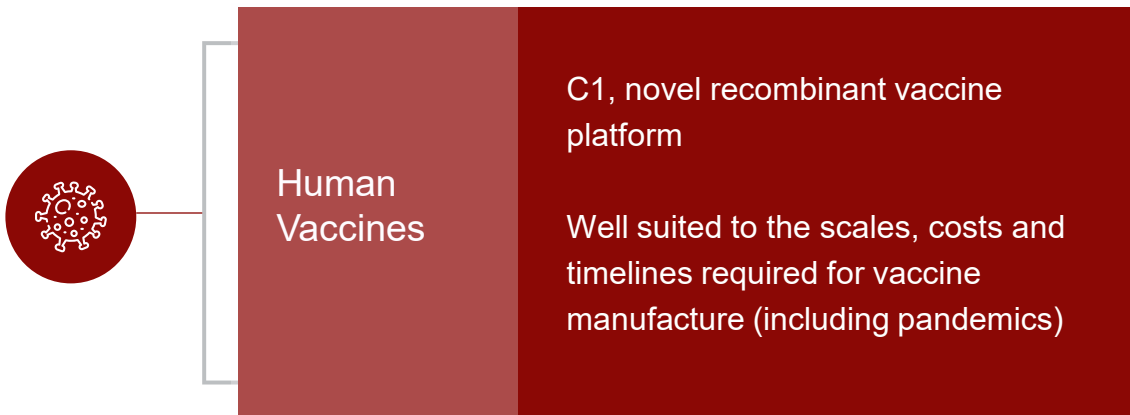 Human
Vaccines
C1, novel recombinant vaccine
platform
Well suited to the scales, costs and
timelines required for vaccine
manufacture (including pandemics)